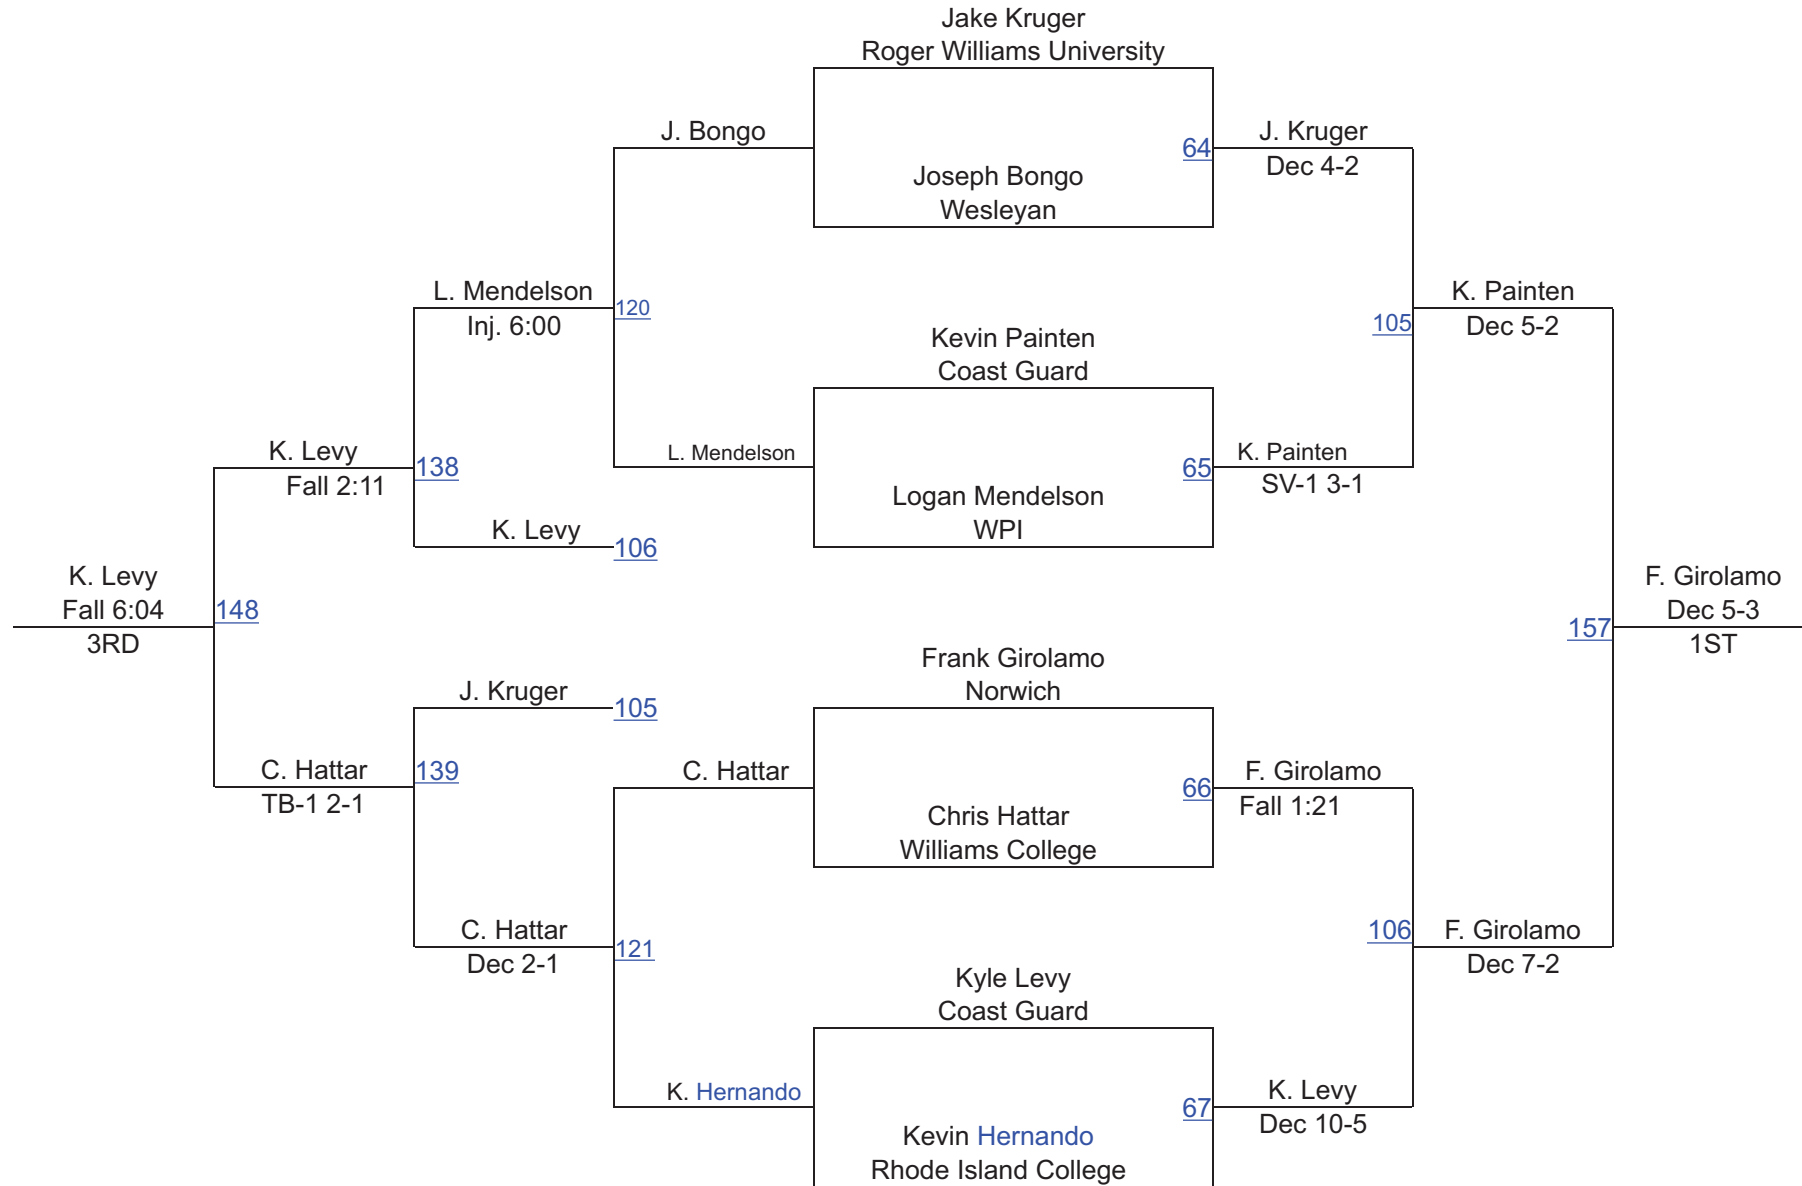 Jake Kruger
Roger Williams University
J. Bongo
64
J. Kruger
Dec 4-2
Joseph Bongo
Wesleyan
L. Mendelson
Inj. 6:00
120
Kevin Painten
Coast Guard
105
K. Painten
Dec 5-2
K. Levy
Fall 2:11
138
L. Mendelson
65
K. Painten
SV-1 3-1
Logan Mendelson
WPI
K. Levy
106
K. Levy
Fall 6:04
3RD
148
157
F. Girolamo
Dec 5-3
1ST
Frank Girolamo
Norwich
J. Kruger
105
C. Hattar
TB-1 2-1
139
C. Hattar
66
F. Girolamo
Fall 1:21
Chris Hattar
Williams College
C. Hattar
Dec 2-1
121
106
F. Girolamo
Dec 7-2
Kyle Levy
Coast Guard
K. Hernando
67
K. Levy
Dec 10-5
Kevin Hernando
Rhode Island College